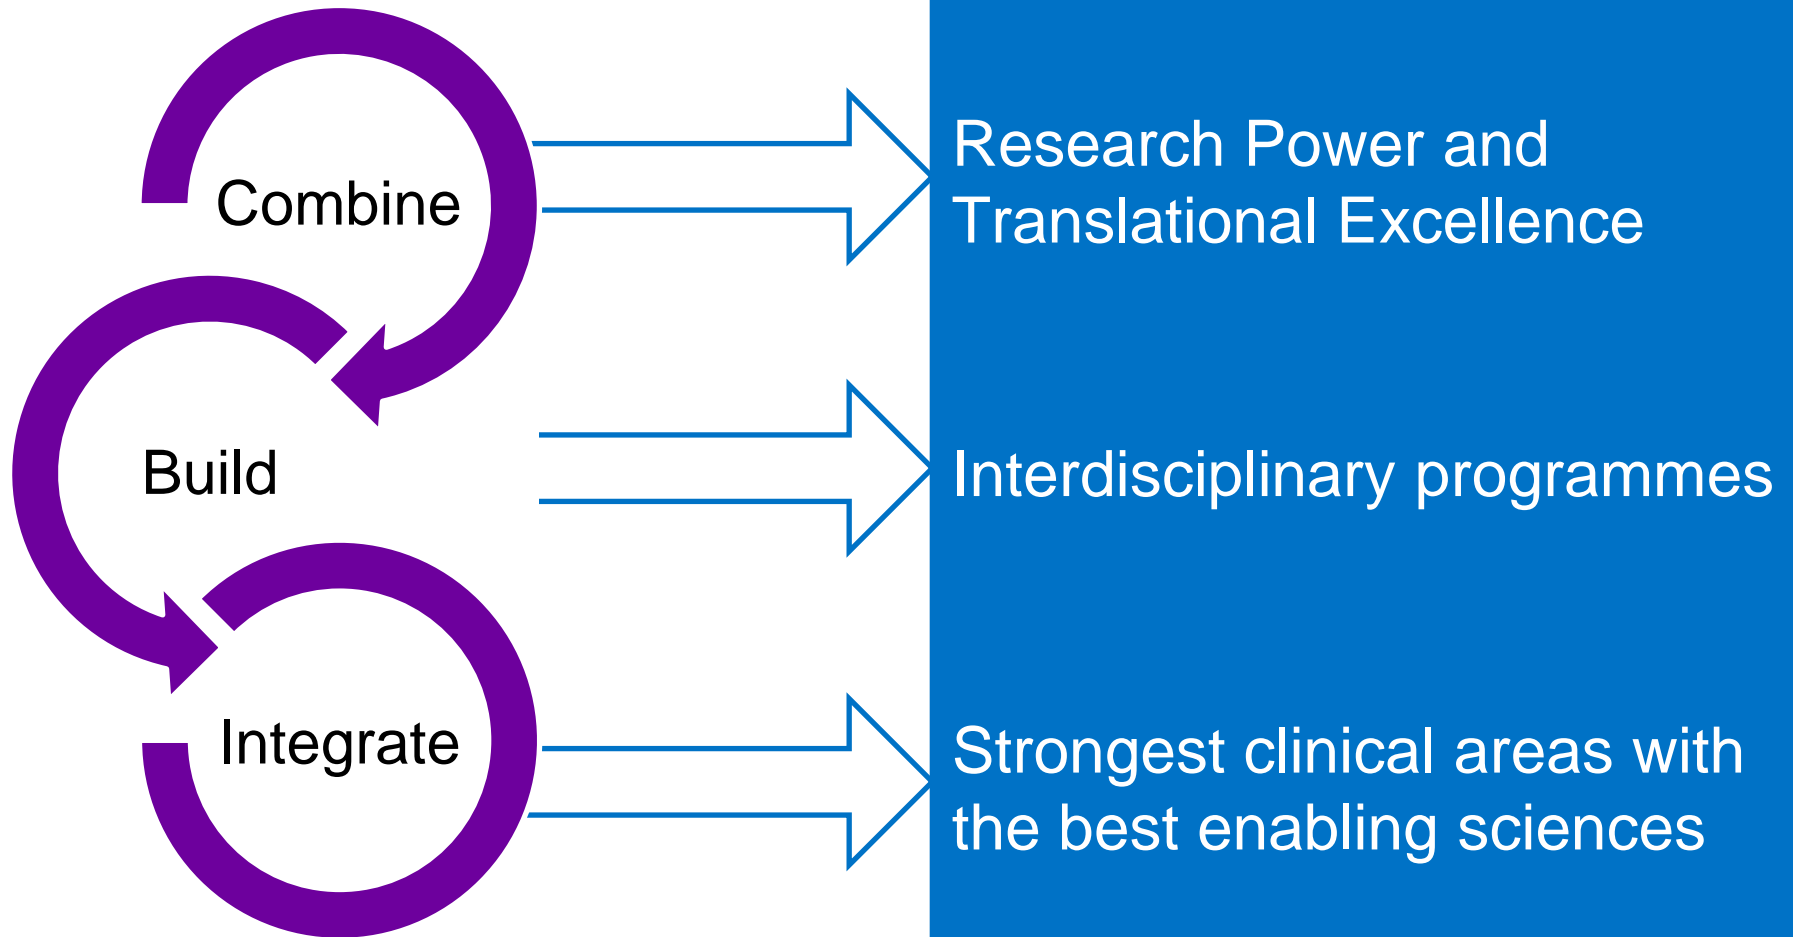 Combine
Research Power and
Translational Excellence
Build
Interdisciplinary programmes
Integrate
Strongest clinical areas with
the best enabling sciences